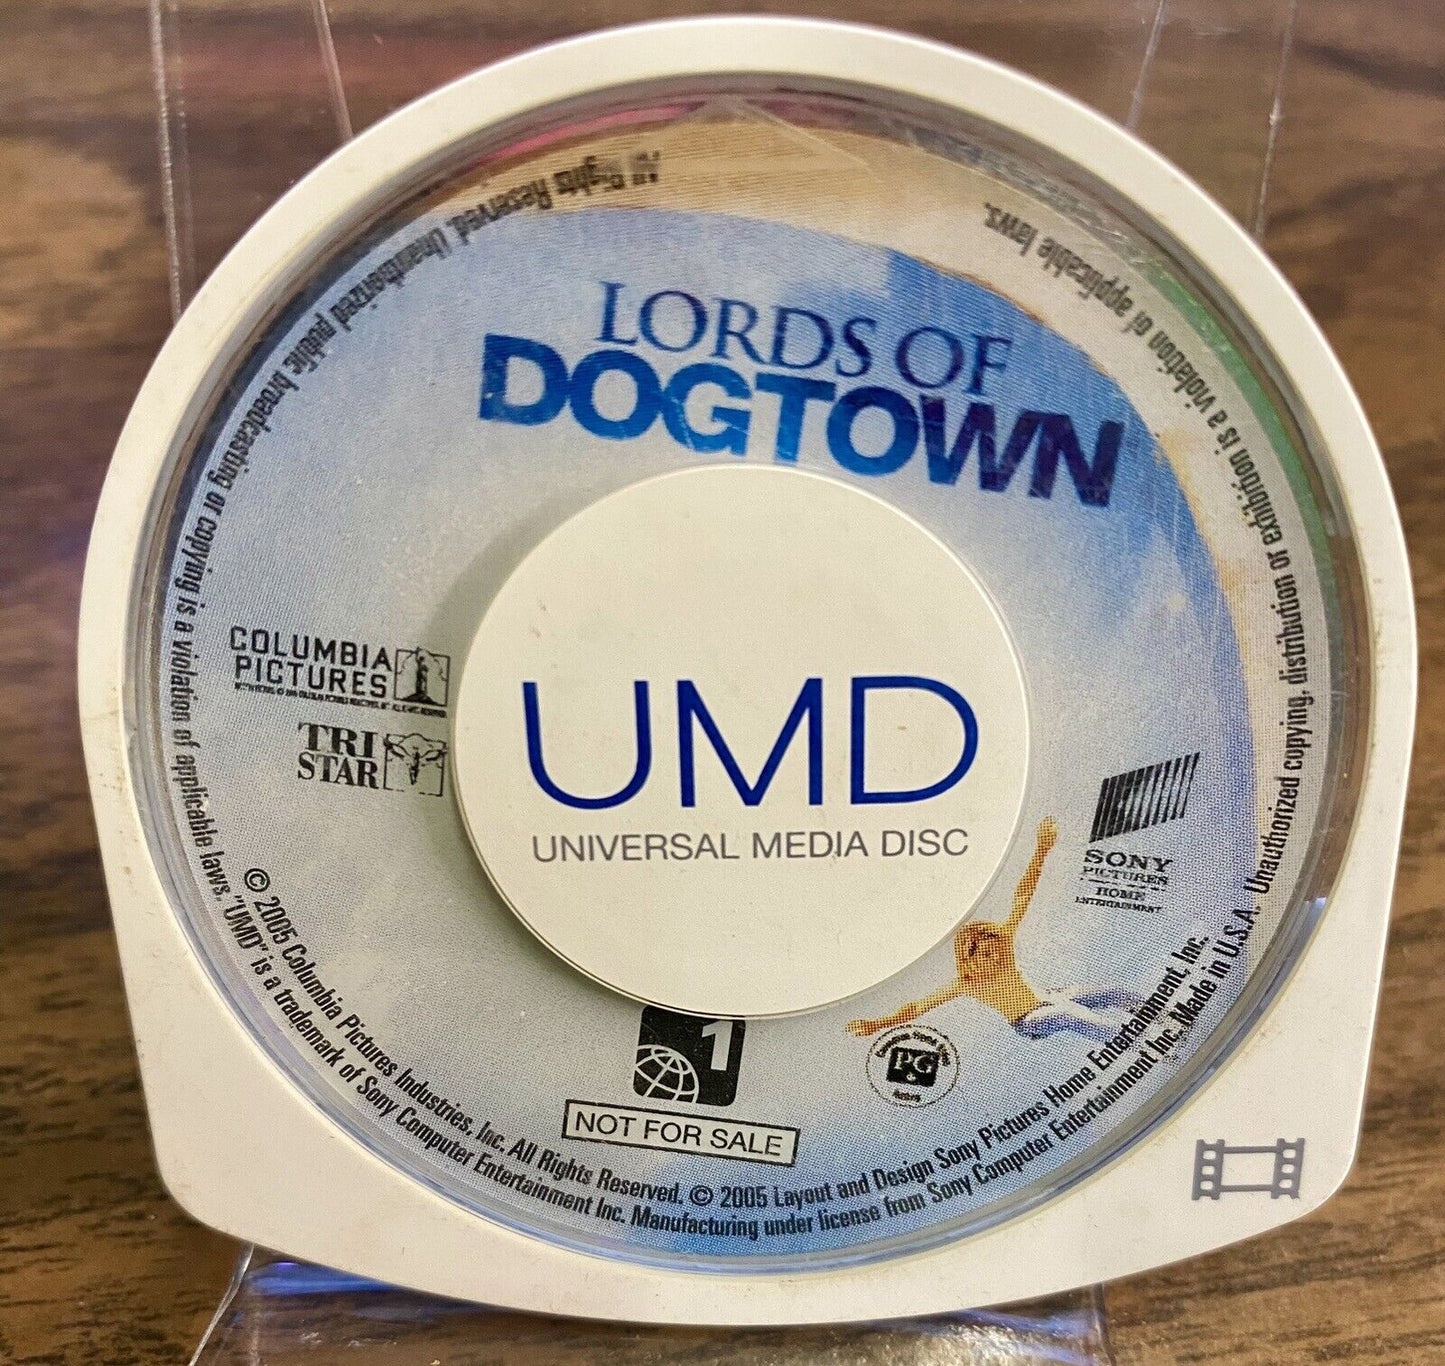 LORDS OF
DOGTOWN
COLUMBIA
PICTURES
TRI
STAR
UMD
UNIVERSAL MEDIA DISC
SONY
PICTURES
HOME
ENTERTAINMENT
1
PG
NOT FOR SALE
© 2005 Columbia Pictures Industries, Inc. All Rights Reserved. © 2005 Layout and Design Sony Pictures Home Entertainment, Inc.
All Rights Reserved. Unauthorized public broadcasting or copying is a violation of applicable laws. "UMD" is a trademark of Sony Computer Entertainment Inc. Manufacturing under license from Sony Computer Entertainment Inc. Made in U.S.A. Unauthorized copying, distribution or exhibition is a violation of applicable laws.